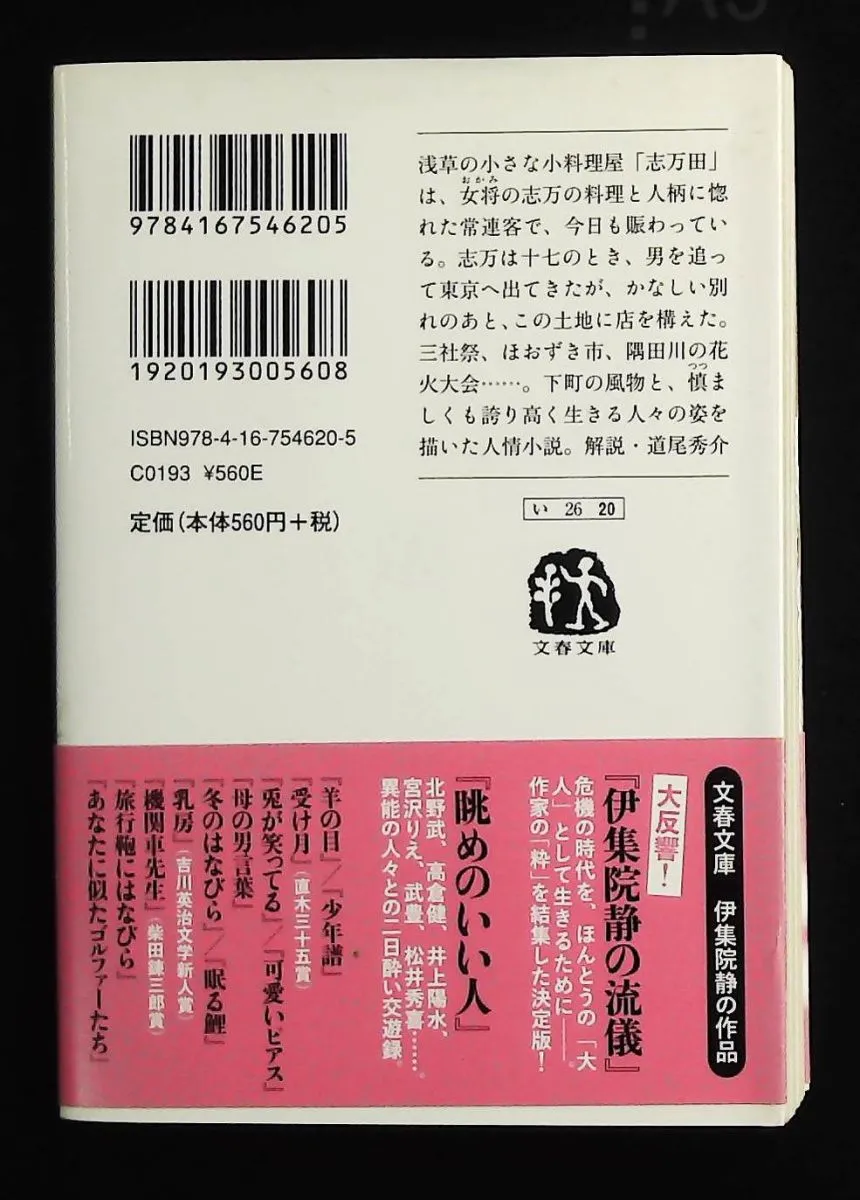 9784167546205
1920193005608
ISBN978-4-16-754620-5
C0193 ¥560E
定価(本体560円+税)
浅草の小さな小料理屋「志万田」
おかみ
は、女将の志万の料理と人柄に惚
れた常連客で、今日も賑わってい
る。志万は十七のとき、男を追っ
て東京へ出てきたが、かなしい別
れのあと、この土地に店を構えた。
三社祭、ほおずき市、隅田川の花
つつ
火大会……。下町の風物と、慎ま
しくも誇り高く生きる人々の姿を
描いた人情小説。解説・道尾秀介
い 26 20
文春文庫
文春文庫 伊集院静の作品
大反響!
『伊集院静の流儀』
危機の時代を、ほんとうの「大
人」として生きるために――。
作家の「粋」を結集した決定版!
『眺めのいい人』
北野武、高倉健、井上陽水、
宮沢りえ、武豊、松井秀喜……。
異能の人々との二日酔い交遊録。
『羊の目』/『少年譜』
『受け月』(直木三十五賞)
『兎が笑ってる』/『可愛いピアス』
『母の男言葉』
『冬のはなびら』/『眠る鯉』
『乳房』(吉川英治文学新人賞)
『機関車先生』(柴田錬三郎賞)
『旅行鞄にはなびら』
『あなたに似たゴルファーたち』